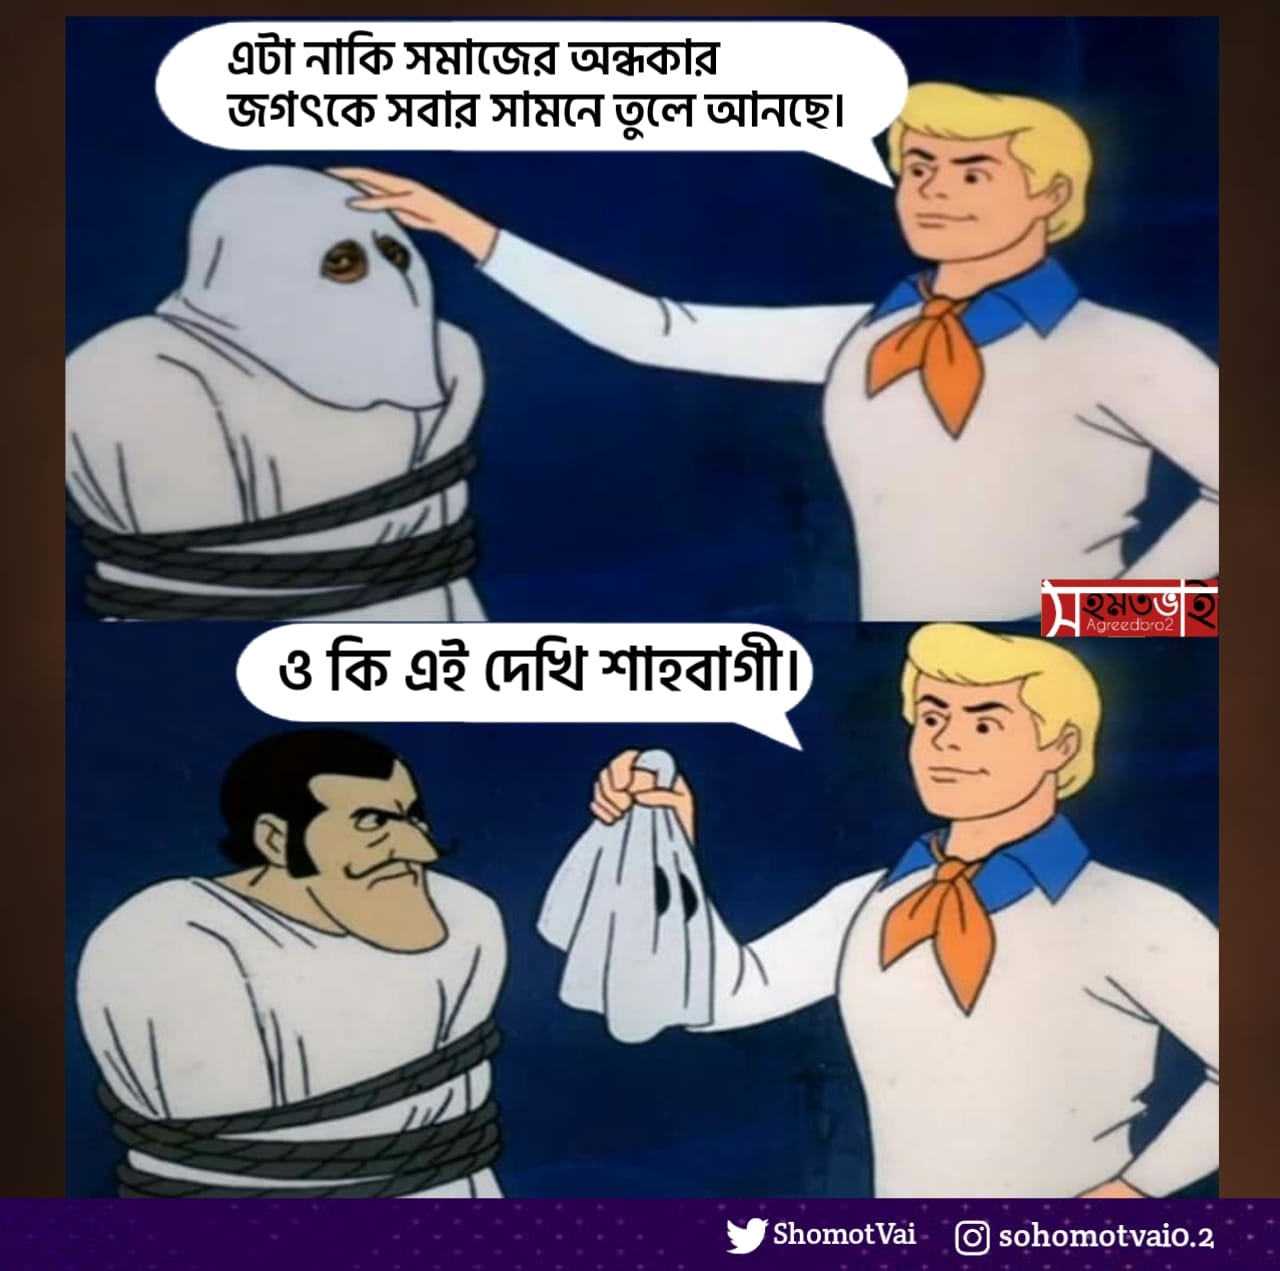 এটা নাকি সমাজের অন্ধকার
জগৎকে সবার সামনে তুলে আনছে।
সহমতভাই
Agreedbro2
ও কি এই দেখি শাহবাগী।
ShomotVai
sohomotvai0.2